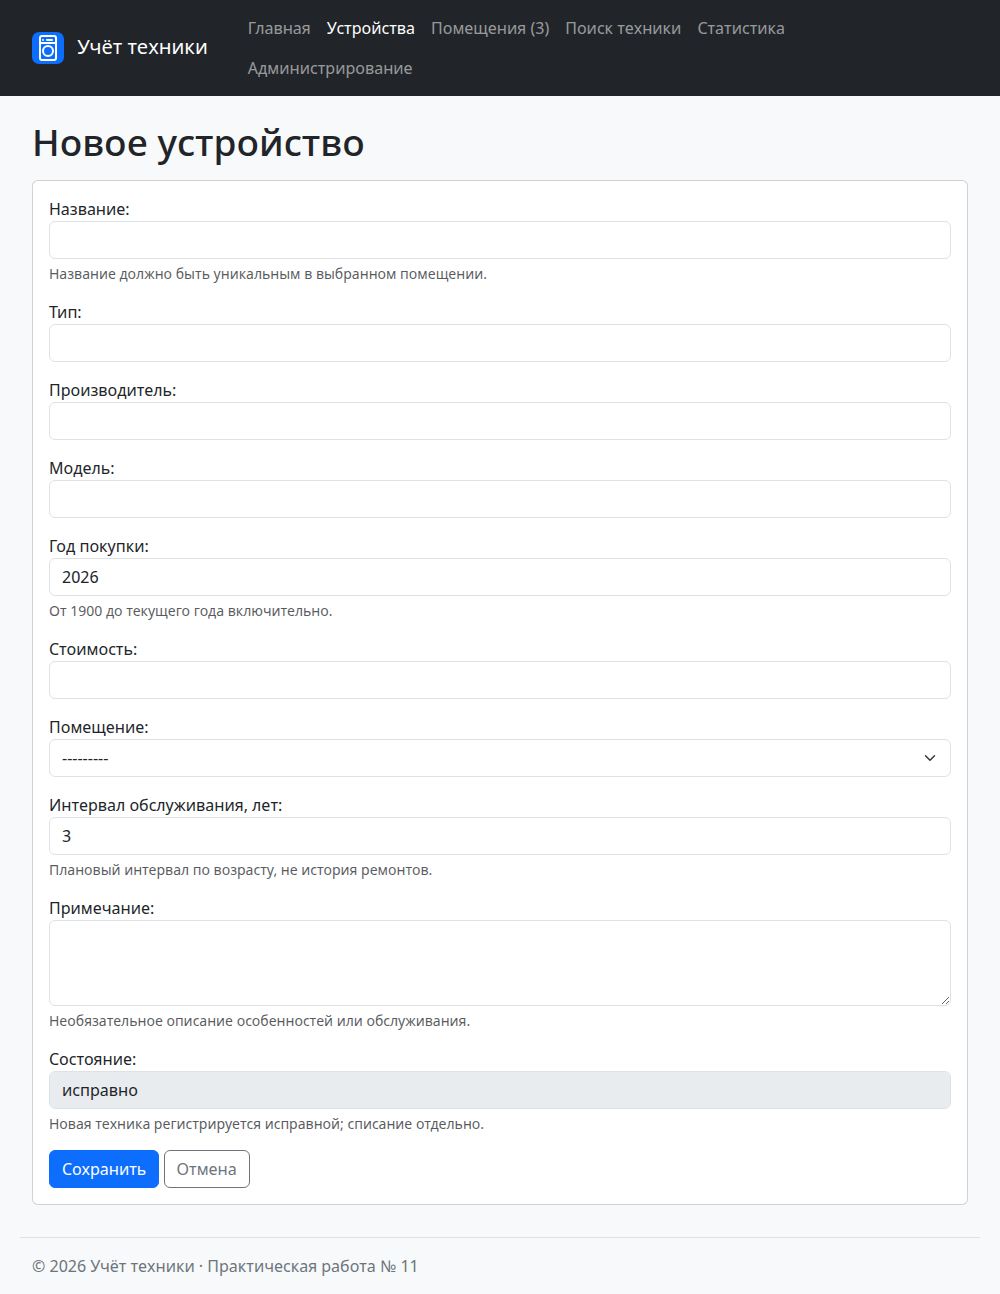 Учёт техники
Главная Устройства Помещения (3) Поиск техники Статистика
Администрирование
Новое устройство
Название:
Название должно быть уникальным в выбранном помещении.
Тип:
Производитель:
Модель:
Год покупки:
2026
От 1900 до текущего года включительно.
Стоимость:
Помещение:
---------
Интервал обслуживания, лет:
3
Плановый интервал по возрасту, не история ремонтов.
Примечание:
Необязательное описание особенностей или обслуживания.
Состояние:
исправно
Новая техника регистрируется исправной; списание отдельно.
Сохранить Отмена
© 2026 Учёт техники · Практическая работа № 11